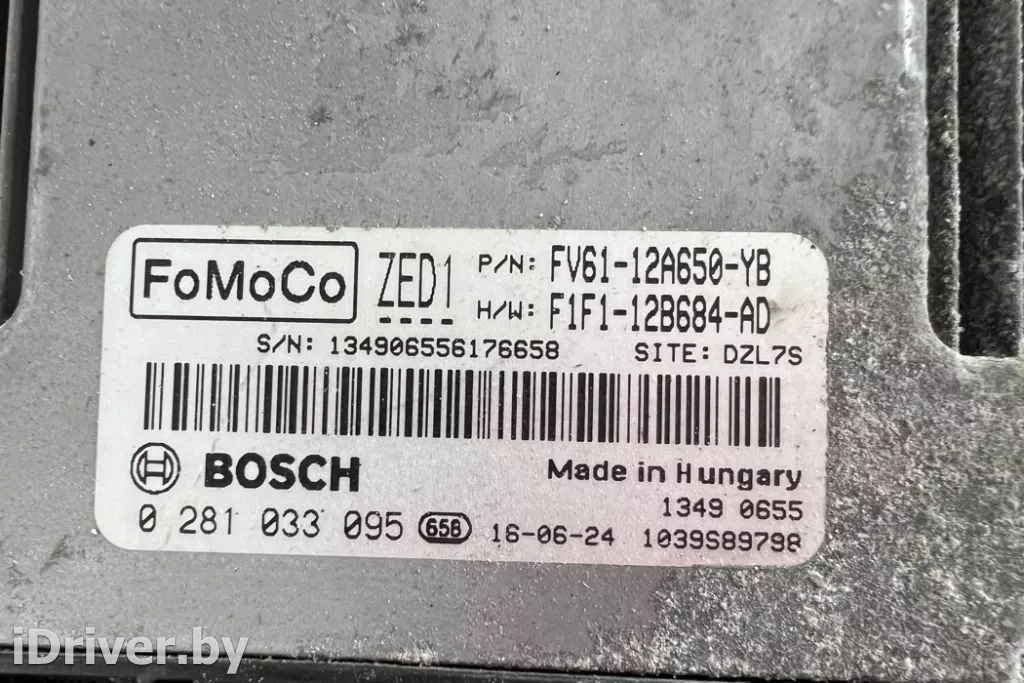 FoMoCo ZED1 P/N: FV61-12A650-YB
H/W: F1F1-12B684-AD
S/N: 134906556176658 SITE: DZL7S
BOSCH Made in Hungary
1349 0655
0 281 033 095 656 16-06-24 1039S89798
iDriver.by